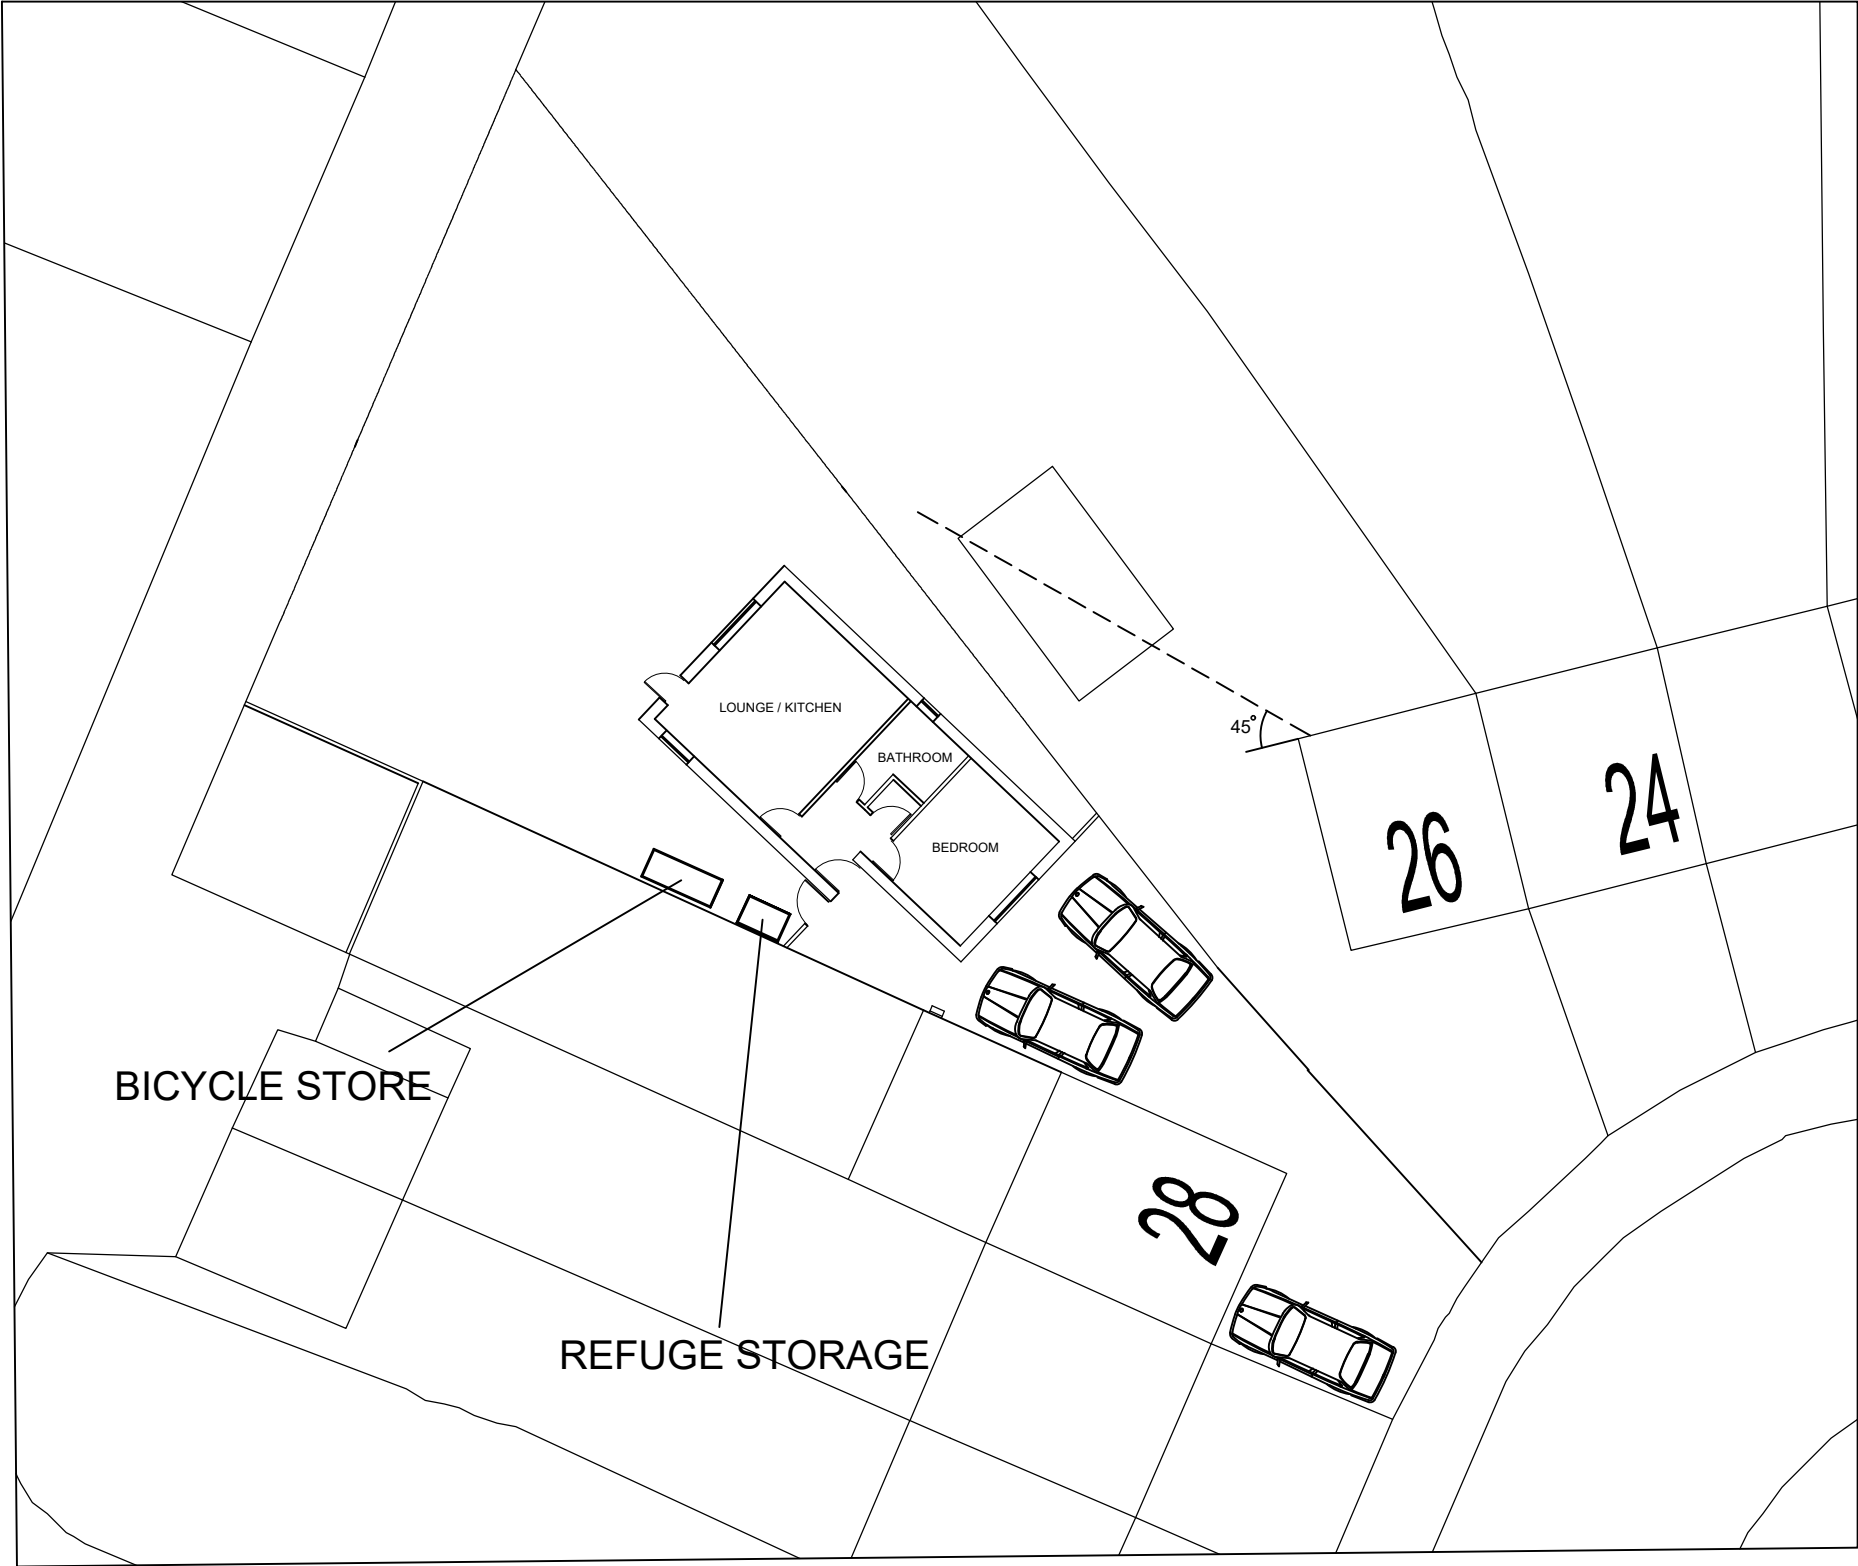 LOUNGE / KITCHEN
45°
BATHROOM
24
26
BEDROOM
BICYCLE STORE
28
REFUGE STORAGE